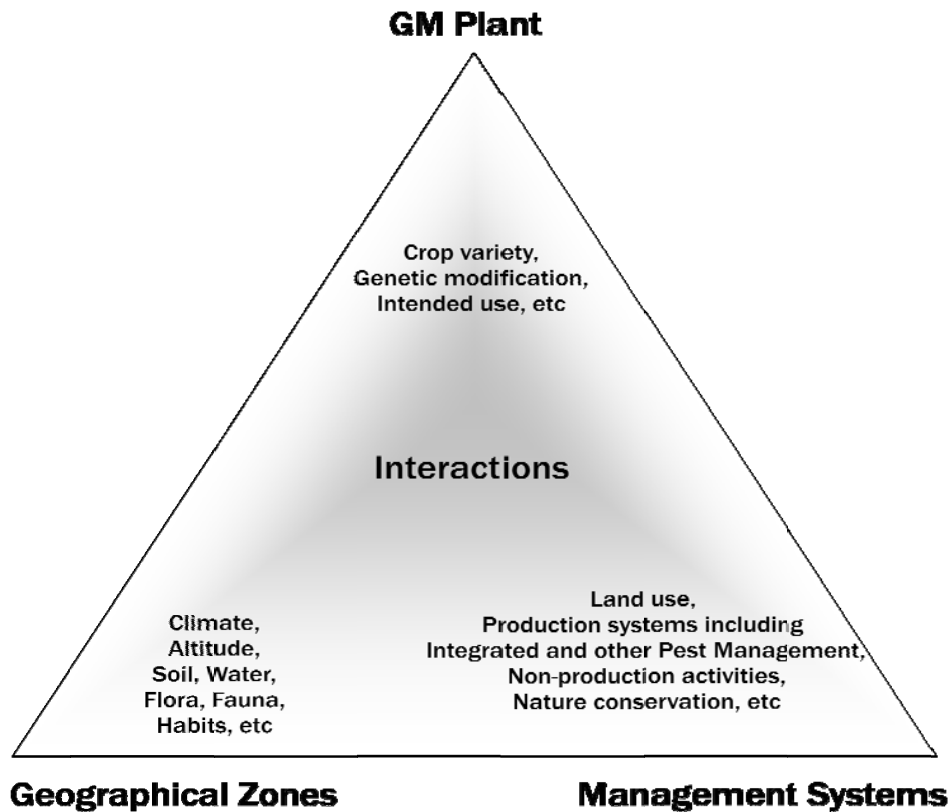 GM Plant
Crop variety,
Genetic modification,
Intended use, etc
Interactions
Climate,
Altitude,
Soil, Water,
Flora, Fauna,
Habits, etc
Land use,
Production systems including
Integrated and other Pest Management,
Non-production activities,
Nature conservation, etc
Geographical Zones
Management Systems